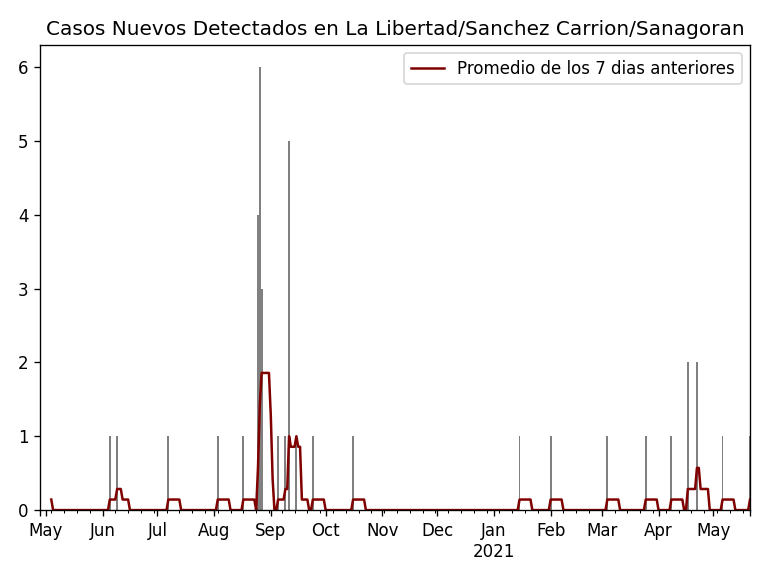 Casos Nuevos Detectados en La Libertad/Sanchez Carrion/Sanagoran
Promedio de los 7 dias anteriores
6
5
4
3
2
1
0
May Jun Jul Aug Sep Oct Nov Dec Jan Feb Mar Apr May
2021